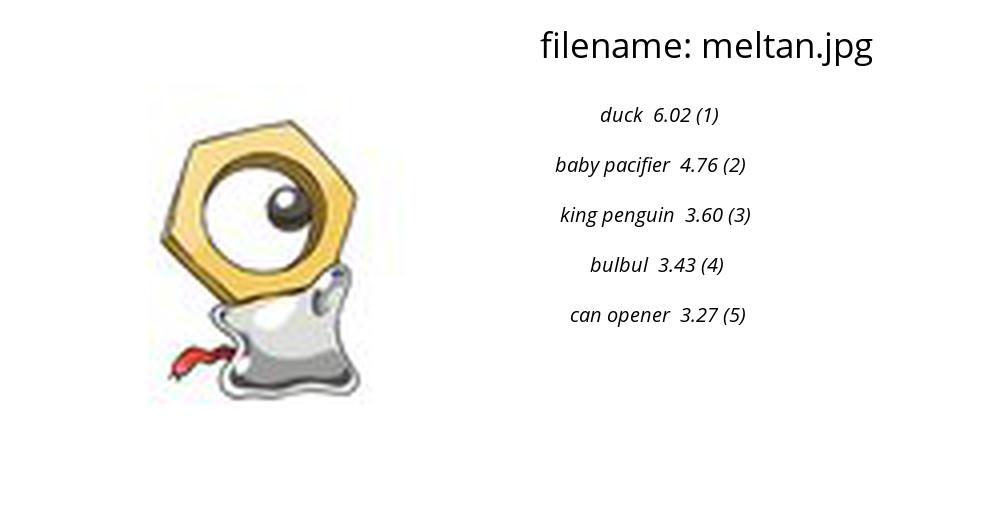 filename: meltan.jpg
duck 6.02 (1)
baby pacifier 4.76 (2)
king penguin 3.60 (3)
bulbul 3.43 (4)
can opener 3.27 (5)